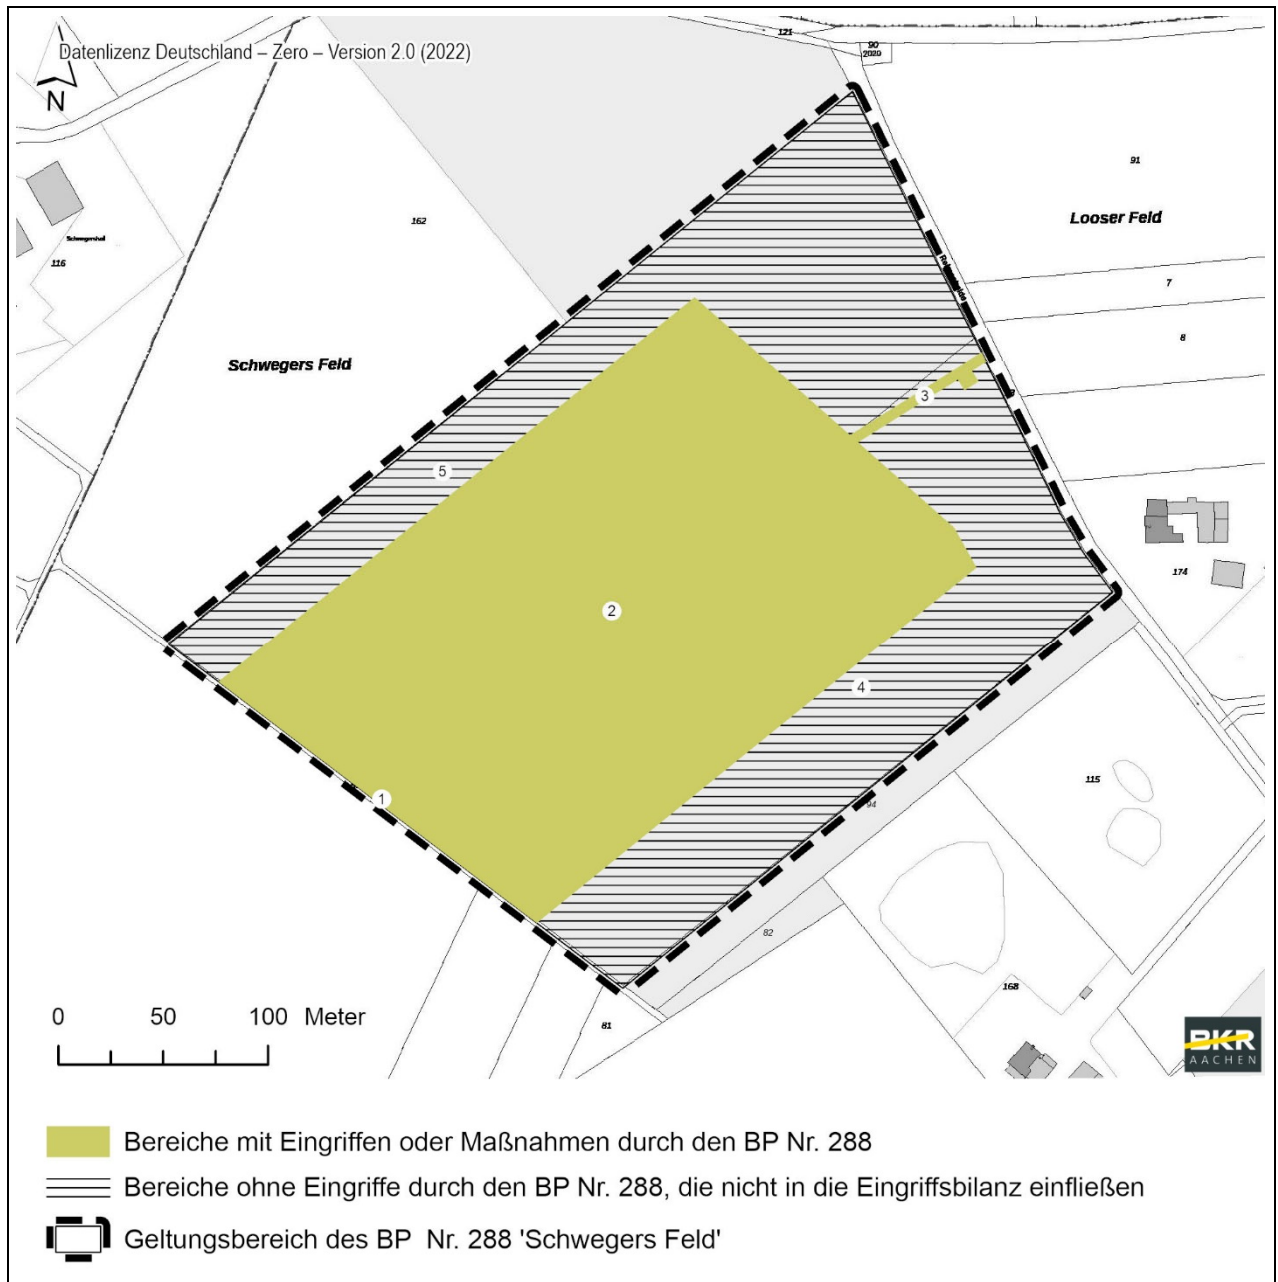 Datenlizenz Deutschland – Zero – Version 2.0 (2022)
N
121
90
2020
91
Looser Feld
162
Schwegershall
116
7
8
Schwegers Feld
3
5
174
2
4
1
115
94
82
168
81
0 50 100 Meter
BKR
AACHEN
Bereiche mit Eingriffen oder Maßnahmen durch den BP Nr. 288
Bereiche ohne Eingriffe durch den BP Nr. 288, die nicht in die Eingriffsbilanz einfließen
Geltungsbereich des BP Nr. 288 'Schwegers Feld'